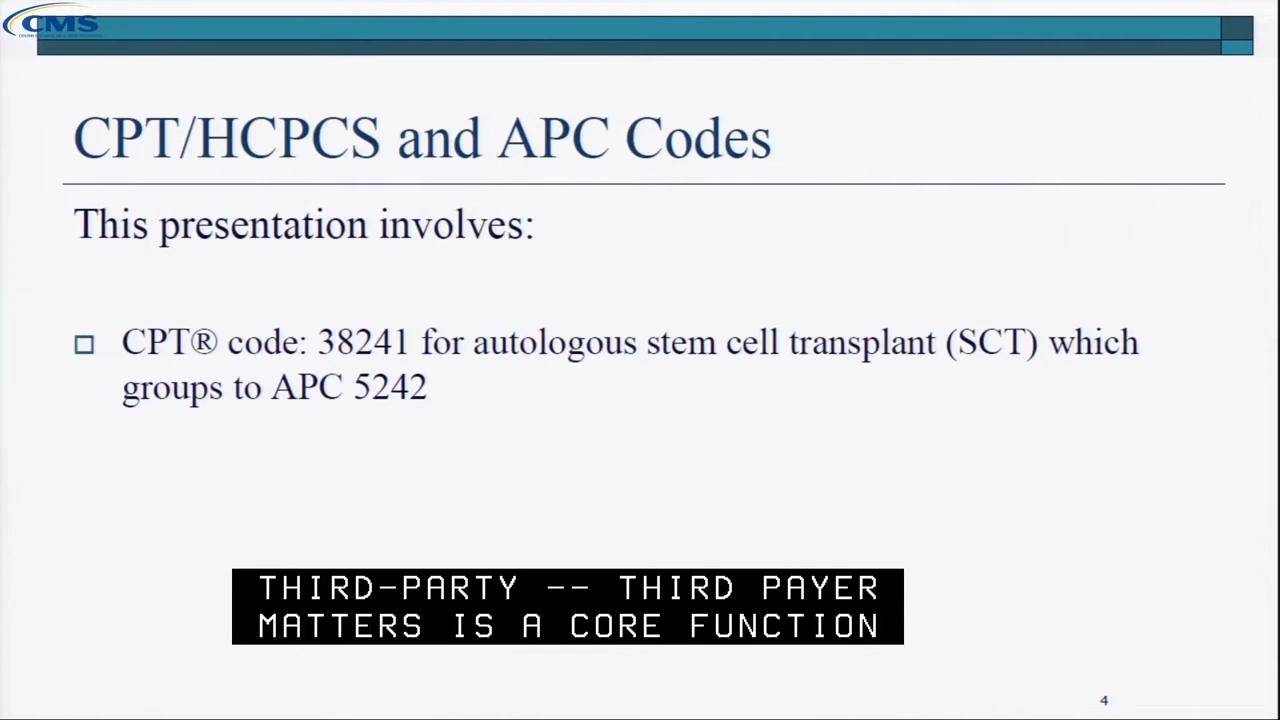 CMS
CPT/HCPCS and APC Codes
This presentation involves:
CPT® code: 38241 for autologous stem cell transplant (SCT) which
groups to APC 5242
THIRD-PARTY -- THIRD PAYER
MATTERS IS A CORE FUNCTION
4